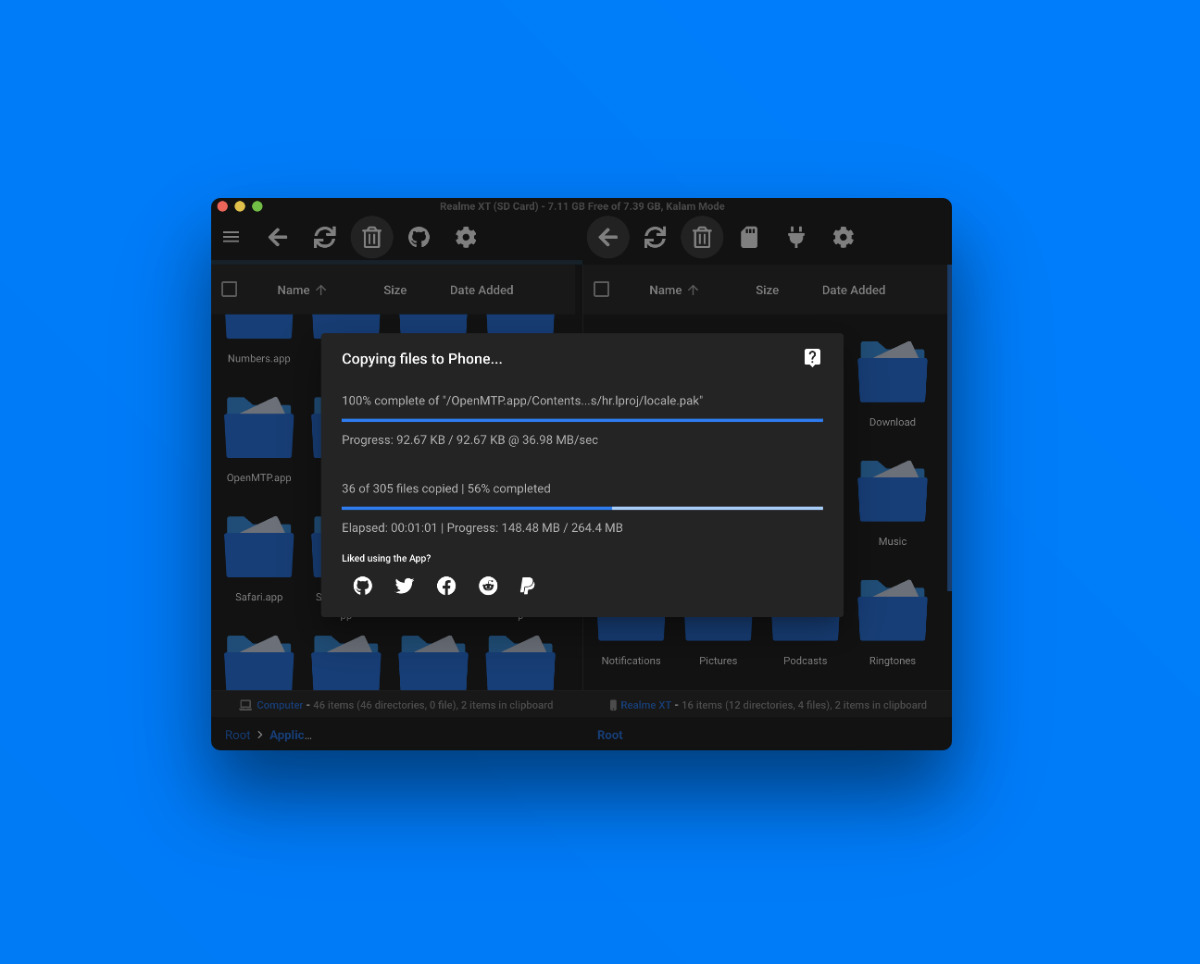 Realme XT (SD Card) - 7.11 GB Free of 7.39 GB, Kalam Mode
Name Size Date Added
Name Size Date Added
Numbers.app
OpenMTP.app
Safari.app
Copying files to Phone...
100% complete of "/OpenMTP.app/Contents...s/hr.lproj/locale.pak"
Progress: 92.67 KB / 92.67 KB @ 36.98 MB/sec
36 of 305 files copied | 56% completed
Elapsed: 00:01:01 | Progress: 148.48 MB / 264.4 MB
Liked using the App?
Download
Music
Notifications Pictures Podcasts Ringtones
Computer - 46 items (46 directories, 0 file), 2 items in clipboard
Realme XT - 16 items (12 directories, 4 files), 2 items in clipboard
Root > Applic...
Root